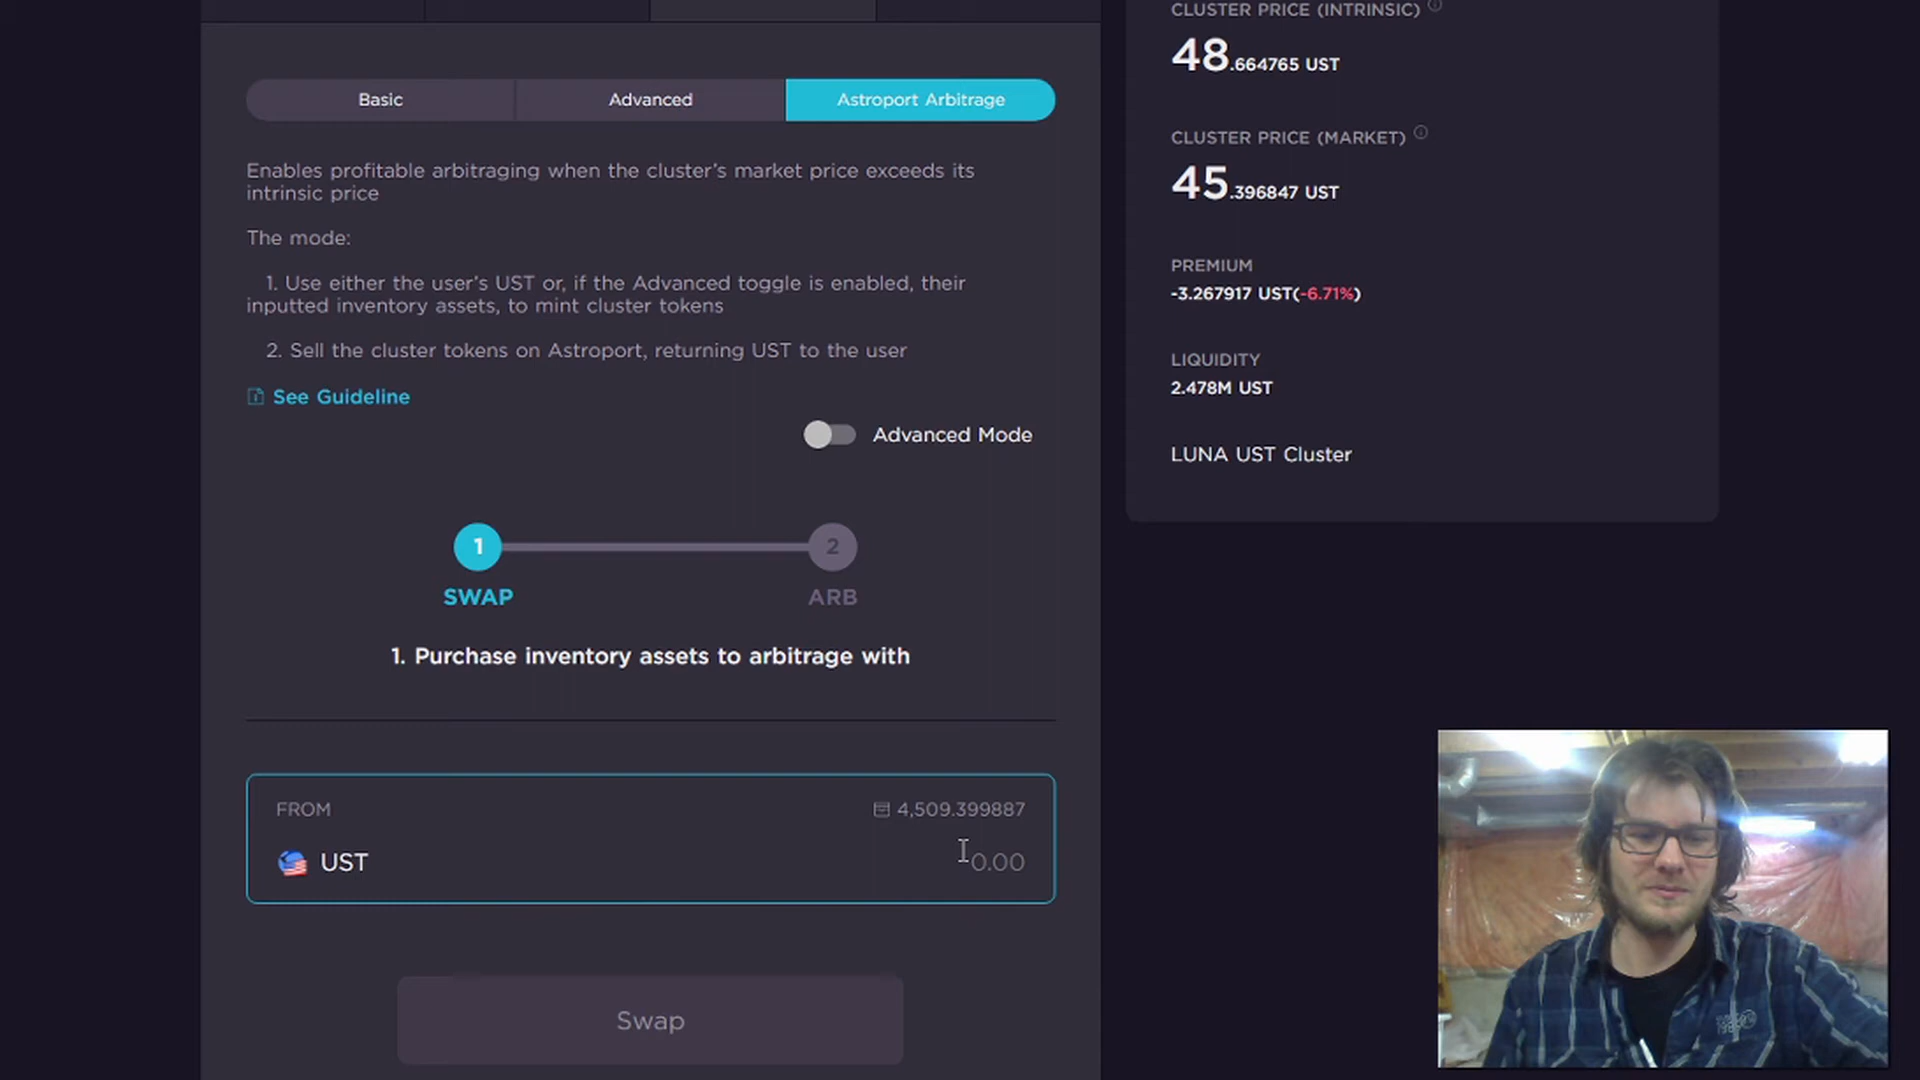 CLUSTER PRICE (INTRINSIC)
48.664765 UST
Basic
Advanced
Astroport Arbitrage
CLUSTER PRICE (MARKET)
45.396847 UST
Enables profitable arbitraging when the cluster's market price exceeds its
intrinsic price
The mode:
1. Use either the user's UST or, if the Advanced toggle is enabled, their
inputted inventory assets, to mint cluster tokens
2. Sell the cluster tokens on Astroport, returning UST to the user
See Guideline
PREMIUM
-3.267917 UST(-6.71%)
LIQUIDITY
2.478M UST
LUNA UST Cluster
Advanced Mode
1
2
SWAP
ARB
1. Purchase inventory assets to arbitrage with
FROM
4,509.399887
UST
0.00
Swap